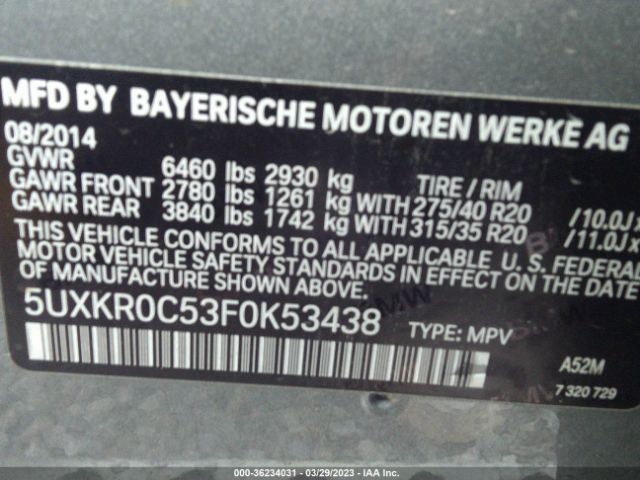 MFD BY BAYERISCHE MOTOREN WERKE AG
08/2014
GVWR 6460 lbs 2930 kg TIRE / RIM
GAWR FRONT 2780 lbs 1261 kg WITH 275/40 R20 /10.0Jx
GAWR REAR 3840 lbs 1742 kg WITH 315/35 R20 /11.0Jx
THIS VEHICLE CONFORMS TO ALL APPLICABLE U.S. FEDERAL
MOTOR VEHICLE SAFETY STANDARDS IN EFFECT ON THE DATE
OF MANUFACTURE SHOWN ABOVE.
5UXKR0C53F0K53438 TYPE: MPV
A52M
7 320 729
000-36234031 - 03/29/2023 - IAA Inc.